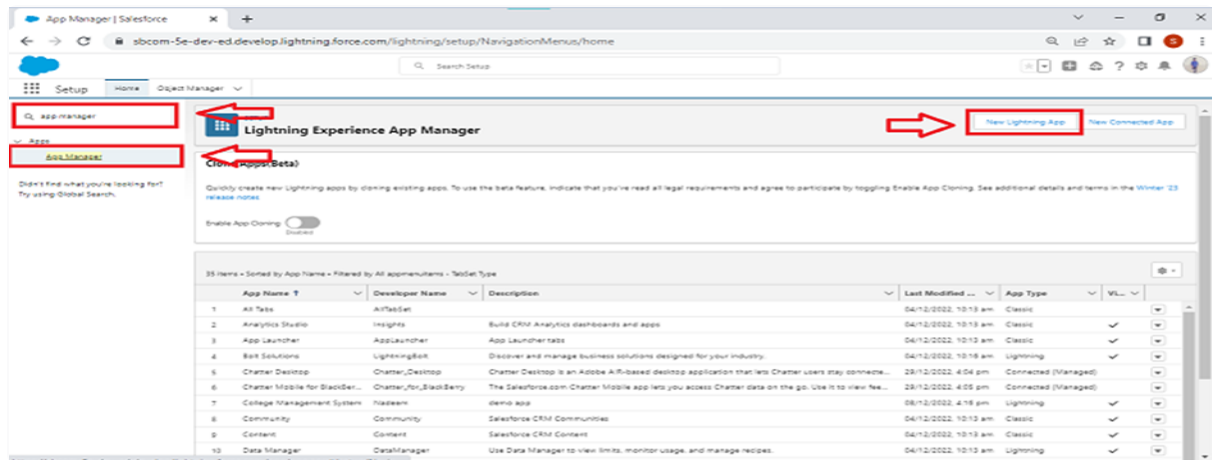 App Manager | Salesforce
sbcom-5e-dev-ed.develop.lightning.force.com/lightning/setup/NavigationMenus/home
S
Search Setup
Setup
Home
Object Manager
app manager
Apps
App Manager
Didn't find what you're looking for?
Try using Global Search.
SETUP
Lightning Experience App Manager
New Lightning App
New Connected App
Clone Apps (Beta)
Quickly create new Lightning apps by cloning existing apps. To use the beta feature, indicate that you've read all legal requirements and agree to participate by toggling Enable App Cloning. See additional details and terms in the Winter '23
release notes
Enable App Cloning
Disabled
35 items • Sorted by App Name • Filtered by All appmenuitems - TabSet Type
App Name ↑ Developer Name Description Last Modified ... App Type Vi...
1 All Tabs AllTabSet 04/12/2022, 10:13 am Classic
2 Analytics Studio Insights Build CRM Analytics dashboards and apps 04/12/2022, 10:13 am Classic
3 App Launcher AppLauncher App Launcher tabs 04/12/2022, 10:13 am Classic
4 Bolt Solutions LightningBolt Discover and manage business solutions designed for your industry. 04/12/2022, 10:16 am Lightning
5 Chatter Desktop Chatter_Desktop Chatter Desktop is an Adobe AIR-based desktop application that lets Chatter users stay connecte... 29/12/2022, 4:04 pm Connected (Managed)
6 Chatter Mobile for BlackBer... Chatter_for_BlackBerry The Salesforce.com Chatter Mobile app lets you access Chatter data on the go. Use it to view fee... 29/12/2022, 4:05 pm Connected (Managed)
7 College Management System Nadeem demo app 08/12/2022, 4:16 pm Lightning
8 Community Community Salesforce CRM Communities 04/12/2022, 10:13 am Classic
9 Content Content Salesforce CRM Content 04/12/2022, 10:13 am Classic
10 Data Manager DataManager Use Data Manager to view limits, monitor usage, and manage recipes. 04/12/2022, 10:13 am Lightning